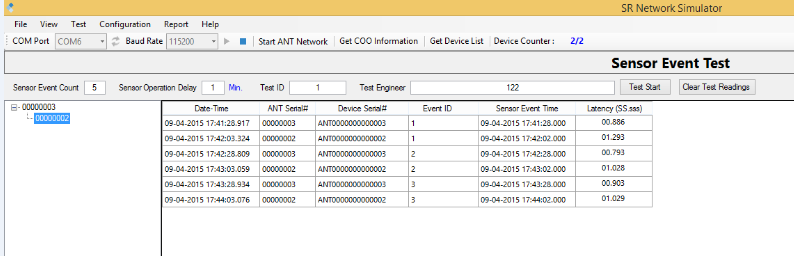 SR Network Simulator
File View Test Configuration Report Help
COM Port COM6 Baud Rate 115200 Start ANT Network Get COO Information Get Device List Device Counter : 2/2
Sensor Event Test
Sensor Event Count 5 Sensor Operation Delay 1 Min. Test ID 1 Test Engineer 122 Test Start Clear Test Readings
00000003
00000002
Date-Time ANT Serial# Device Serial# Event ID Sensor Event Time Latency (SS.sss)
09-04-2015 17:41:28.917 00000003 ANT0000000000003 1 09-04-2015 17:41:28.000 00.886
09-04-2015 17:42:03.324 00000002 ANT0000000000002 1 09-04-2015 17:42:02.000 01.293
09-04-2015 17:42:28.809 00000003 ANT0000000000003 2 09-04-2015 17:42:28.000 00.793
09-04-2015 17:43:03.059 00000002 ANT0000000000002 2 09-04-2015 17:43:02.000 01.028
09-04-2015 17:43:28.934 00000003 ANT0000000000003 3 09-04-2015 17:43:28.000 00.903
09-04-2015 17:44:03.076 00000002 ANT0000000000002 3 09-04-2015 17:44:02.000 01.029